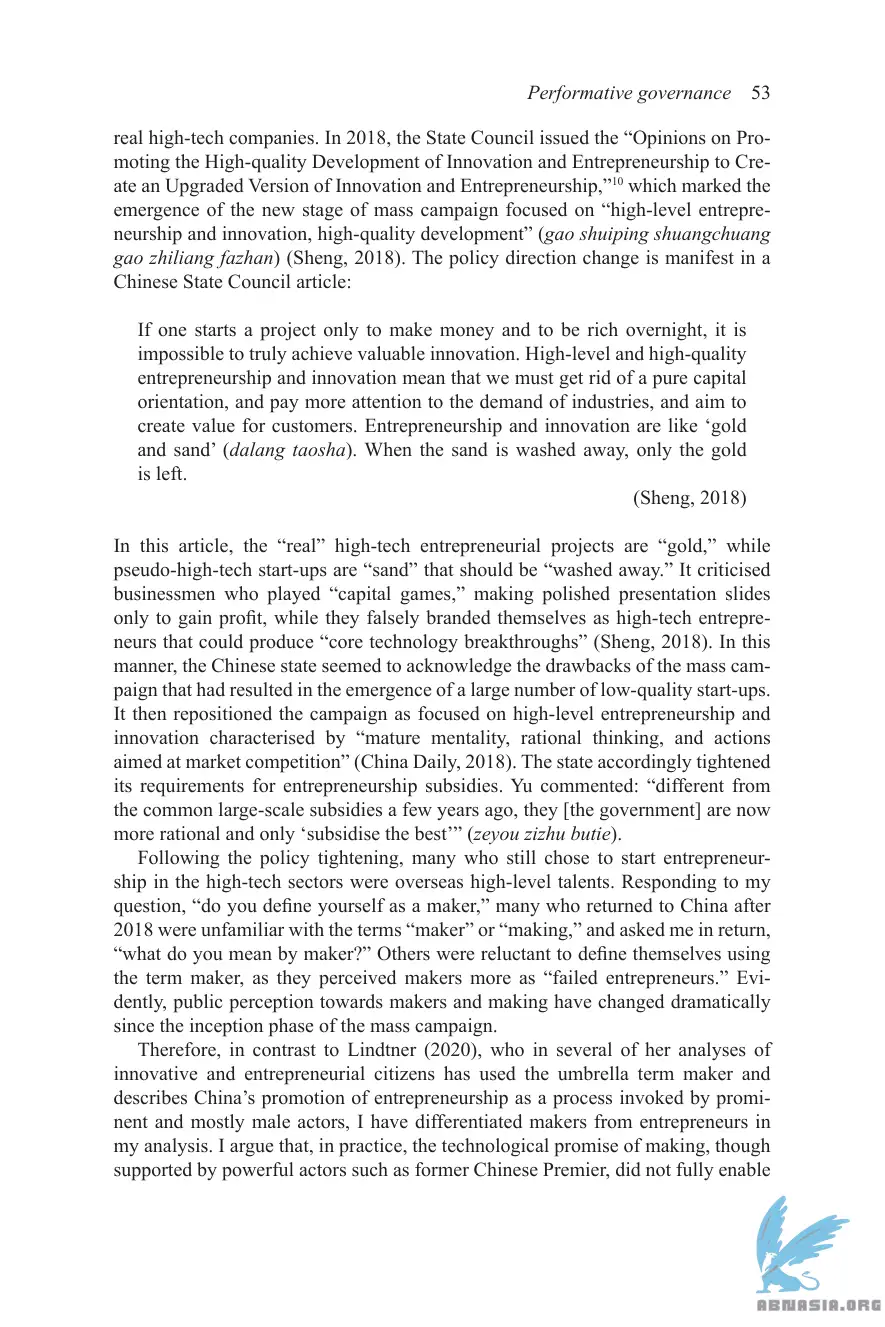 Performative governance 53
real high-tech companies. In 2018, the State Council issued the “Opinions on Pro-
moting the High-quality Development of Innovation and Entrepreneurship to Cre-
ate an Upgraded Version of Innovation and Entrepreneurship,”10 which marked the
emergence of the new stage of mass campaign focused on “high-level entrepre-
neurship and innovation, high-quality development” (gao shuiping shuangchuang
gao zhiliang fazhan) (Sheng, 2018). The policy direction change is manifest in a
Chinese State Council article:
If one starts a project only to make money and to be rich overnight, it is
impossible to truly achieve valuable innovation. High-level and high-quality
entrepreneurship and innovation mean that we must get rid of a pure capital
orientation, and pay more attention to the demand of industries, and aim to
create value for customers. Entrepreneurship and innovation are like ‘gold
and sand’ (dalang taosha). When the sand is washed away, only the gold
is left.
(Sheng, 2018)
In this article, the “real” high-tech entrepreneurial projects are “gold,” while
pseudo-high-tech start-ups are “sand” that should be “washed away.” It criticised
businessmen who played “capital games,” making polished presentation slides
only to gain profit, while they falsely branded themselves as high-tech entrepre-
neurs that could produce “core technology breakthroughs” (Sheng, 2018). In this
manner, the Chinese state seemed to acknowledge the drawbacks of the mass cam-
paign that had resulted in the emergence of a large number of low-quality start-ups.
It then repositioned the campaign as focused on high-level entrepreneurship and
innovation characterised by “mature mentality, rational thinking, and actions
aimed at market competition” (China Daily, 2018). The state accordingly tightened
its requirements for entrepreneurship subsidies. Yu commented: “different from
the common large-scale subsidies a few years ago, they [the government] are now
more rational and only ‘subsidise the best’” (zeyou zizhu butie).
Following the policy tightening, many who still chose to start entrepreneur-
ship in the high-tech sectors were overseas high-level talents. Responding to my
question, “do you define yourself as a maker,” many who returned to China after
2018 were unfamiliar with the terms “maker” or “making,” and asked me in return,
“what do you mean by maker?” Others were reluctant to define themselves using
the term maker, as they perceived makers more as “failed entrepreneurs.” Evi-
dently, public perception towards makers and making have changed dramatically
since the inception phase of the mass campaign.
Therefore, in contrast to Lindtner (2020), who in several of her analyses of
innovative and entrepreneurial citizens has used the umbrella term maker and
describes China’s promotion of entrepreneurship as a process invoked by promi-
nent and mostly male actors, I have differentiated makers from entrepreneurs in
my analysis. I argue that, in practice, the technological promise of making, though
supported by powerful actors such as former Chinese Premier, did not fully enable
ABNASIA.ORG